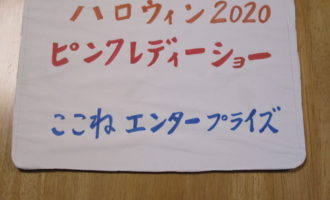 ハロウィン2020
ピンクレディーショー
ここね エンタープライズ